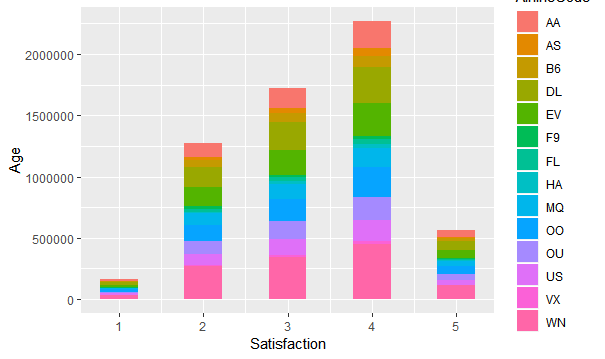 AirlineCode
AA
AS
B6
DL
EV
F9
FL
HA
MQ
OO
OU
US
VX
WN
Age
2000000
1500000
1000000
500000
0
1 2 3 4 5
Satisfaction